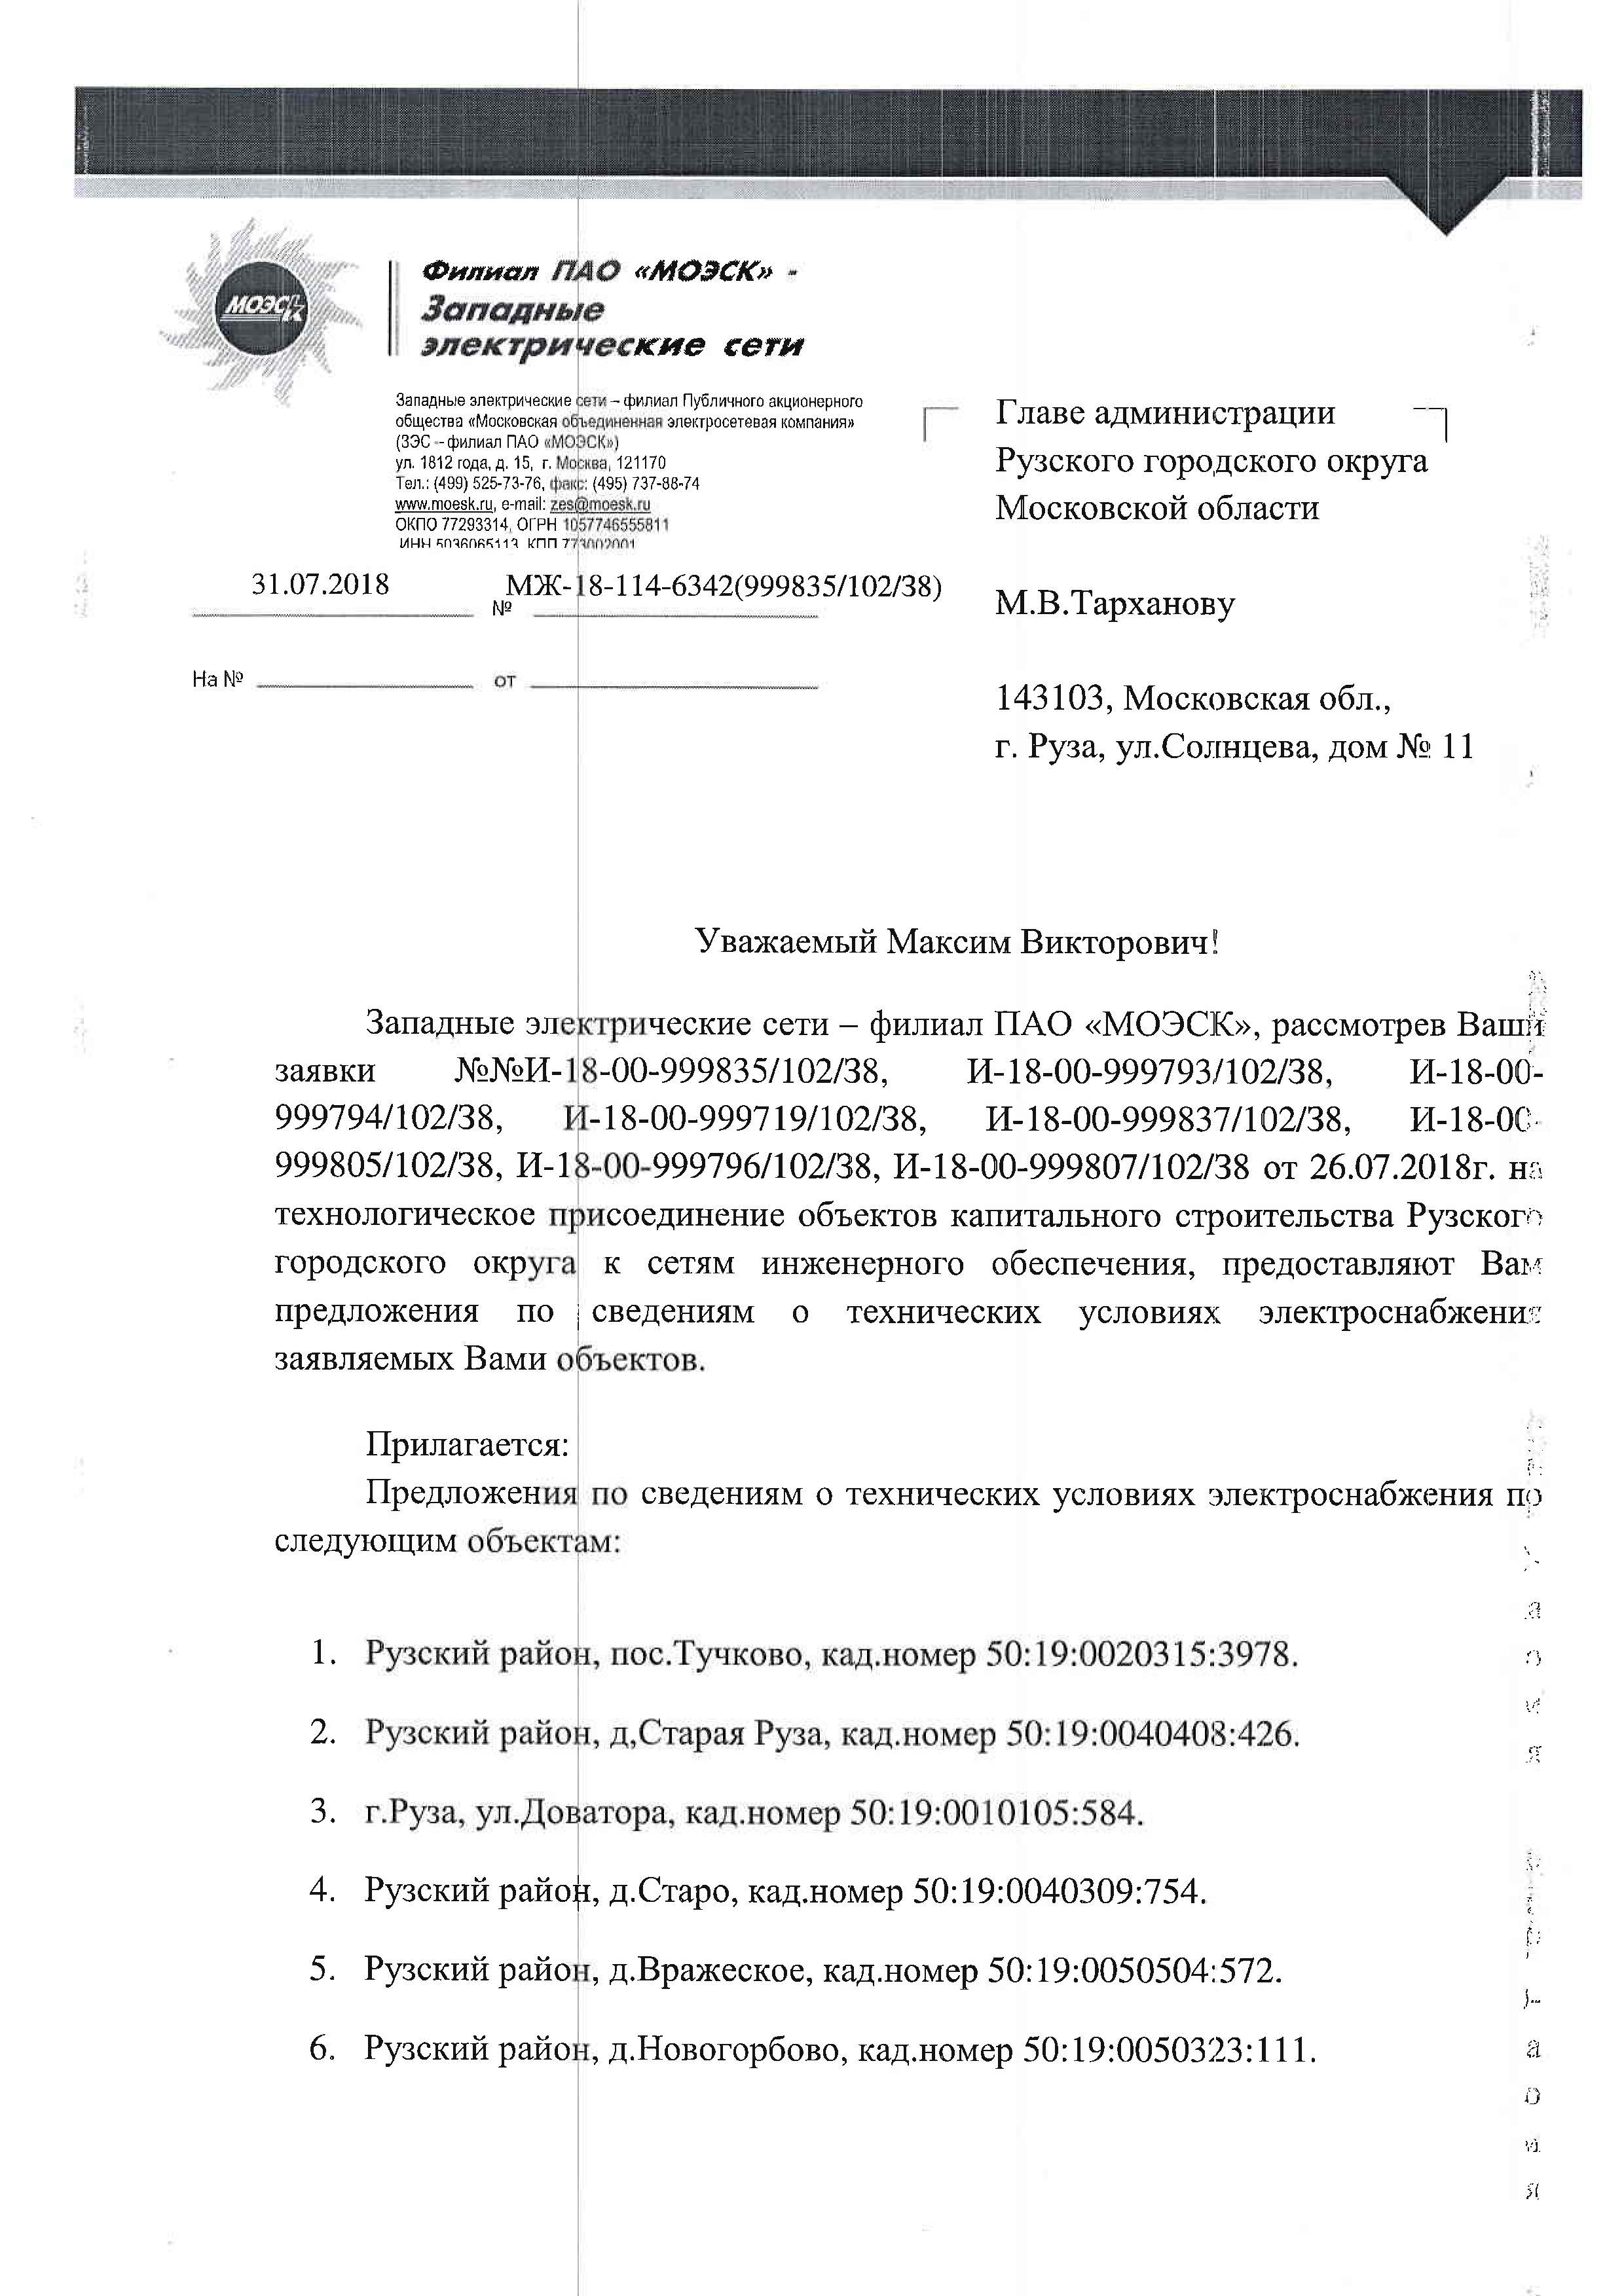 МОЭСК
Филиал ПАО «МОЭСК» -
Западные
электрические сети
Западные электрические сети – филиал Публичного акционерного
общества «Московская объединенная электросетевая компания»
(ЗЭС – филиал ПАО «МОЭСК»)
ул. 1812 года, д. 15, г. Москва, 121170
Тел.: (499) 525-73-76, факс: (495) 737-88-74
www.moesk.ru, e-mail: zes@moesk.ru
ОКПО 77293314, ОГРН 1057746555811
ИНН 5036065113, КПП 773002001
31.07.2018 № МЖ-18-114-6342(999835/102/38)
На № от
Главе администрации
Рузского городского округа
Московской области
М.В.Тарханову
143103, Московская обл.,
г. Руза, ул.Солнцева, дом № 11
Уважаемый Максим Викторович!
Западные электрические сети – филиал ПАО «МОЭСК», рассмотрев Ваши
заявки №№И-18-00-999835/102/38, И-18-00-999793/102/38, И-18-00-
999794/102/38, И-18-00-999719/102/38, И-18-00-999837/102/38, И-18-00-
999805/102/38, И-18-00-999796/102/38, И-18-00-999807/102/38 от 26.07.2018г. на
технологическое присоединение объектов капитального строительства Рузского
городского округа к сетям инженерного обеспечения, предоставляют Вам
предложения по сведениям о технических условиях электроснабжения
заявляемых Вами объектов.
Прилагается:
Предложения по сведениям о технических условиях электроснабжения по
следующим объектам:
1. Рузский район, пос.Тучково, кад.номер 50:19:0020315:3978.
2. Рузский район, д,Старая Руза, кад.номер 50:19:0040408:426.
3. г.Руза, ул.Доватора, кад.номер 50:19:0010105:584.
4. Рузский район, д.Старо, кад.номер 50:19:0040309:754.
5. Рузский район, д.Вражеское, кад.номер 50:19:0050504:572.
6. Рузский район, д.Новогорбово, кад.номер 50:19:0050323:111.